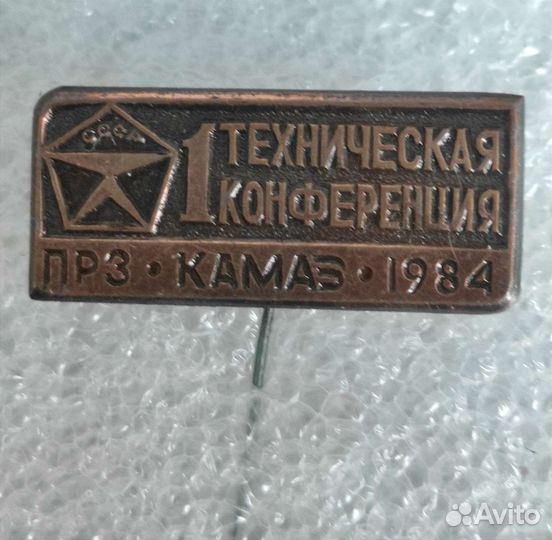 СССР
1 ТЕХНИЧЕСКАЯ
КОНФЕРЕНЦИЯ
ПРЗ · КАМАЗ · 1984
Avito